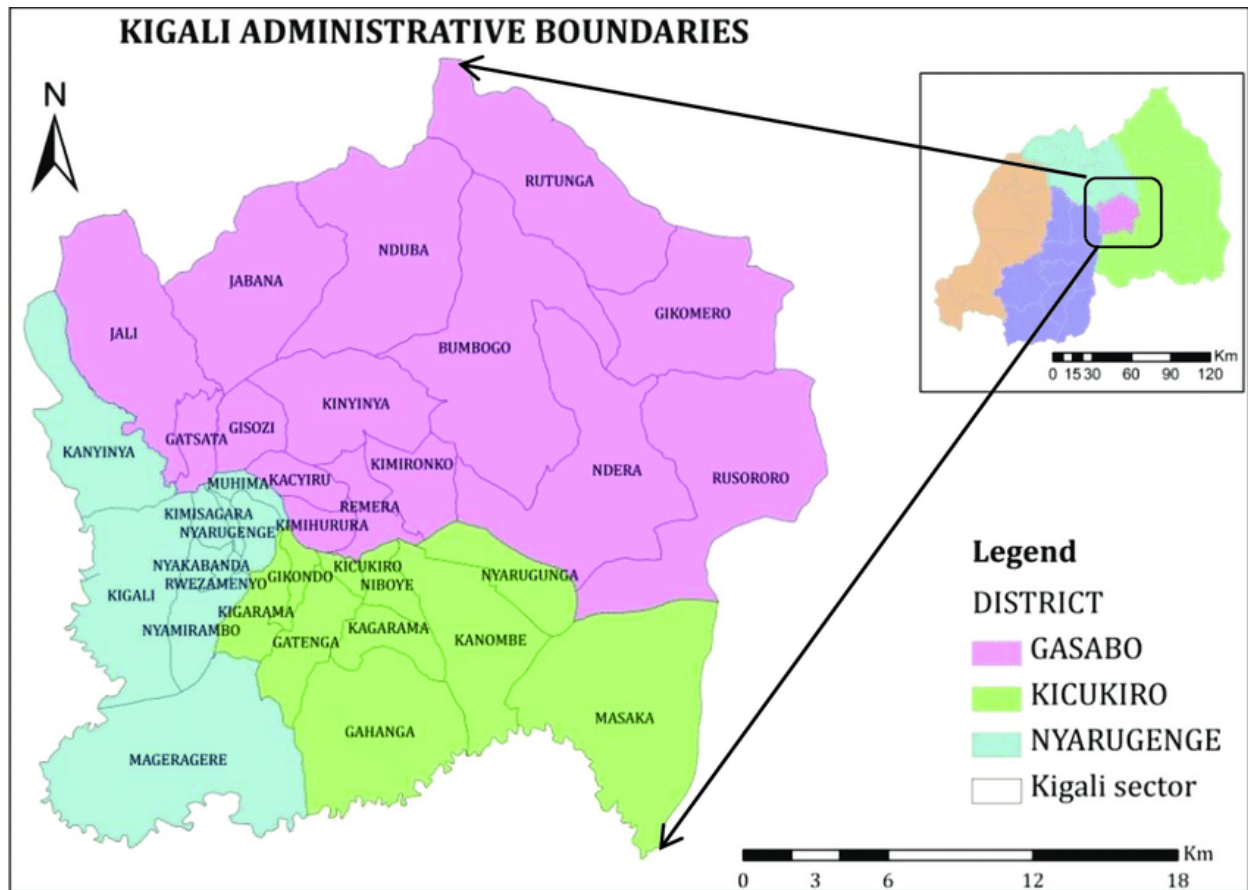 KIGALI ADMINISTRATIVE BOUNDARIES
N
RUTUNGA
NDUBA
JABANA
GIKOMERO
JALI
BUMBOGO
KINYINYA
GISOZI
GATSATA
KANYINYA
KIMIRONKO
NDERA
RUSORORO
MUHIMA
KACYIRU
REMERA
KIMISAGARA
KIMIHURURA
NYARUGENGE
NYAKABANDA
KICUKIRO
RWEZAMENYO
GIKONDO
NIBOYE
NYARUGUNGA
KIGALI
KIGARAMA
NYAMIRAMBO
KAGARAMA
GATENGA
KANOMBE
MASAKA
GAHANGA
MAGERAGERE
Km
0 15 30 60 90 120
Legend
DISTRICT
GASABO
KICUKIRO
NYARUGENGE
Kigali sector
Km
0 3 6 12 18